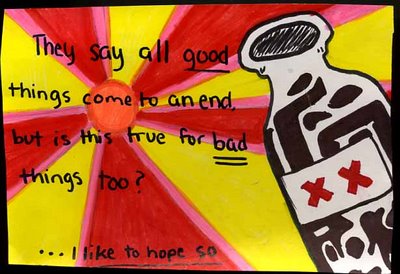 They say all good
things come to an end,
but is this true for bad
things too?
XX
...I like to hope so